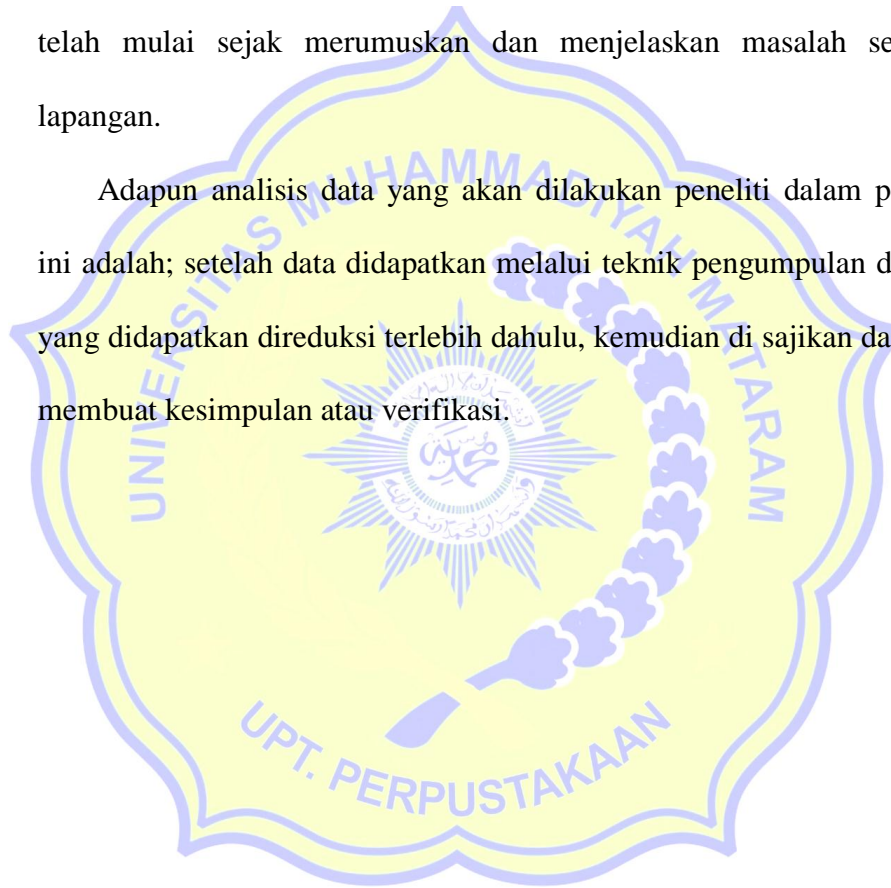 telah mulai sejak merumuskan dan menjelaskan masalah se
lapangan.
Adapun analisis data yang akan dilakukan peneliti dalam p
ini adalah; setelah data didapatkan melalui teknik pengumpulan d
yang didapatkan direduksi terlebih dahulu, kemudian di sajikan da
membuat kesimpulan atau verifikasi.
UNIVERSITAS MUHAMMADIYAH MATARAM
UPT. PERPUSTAKAAN